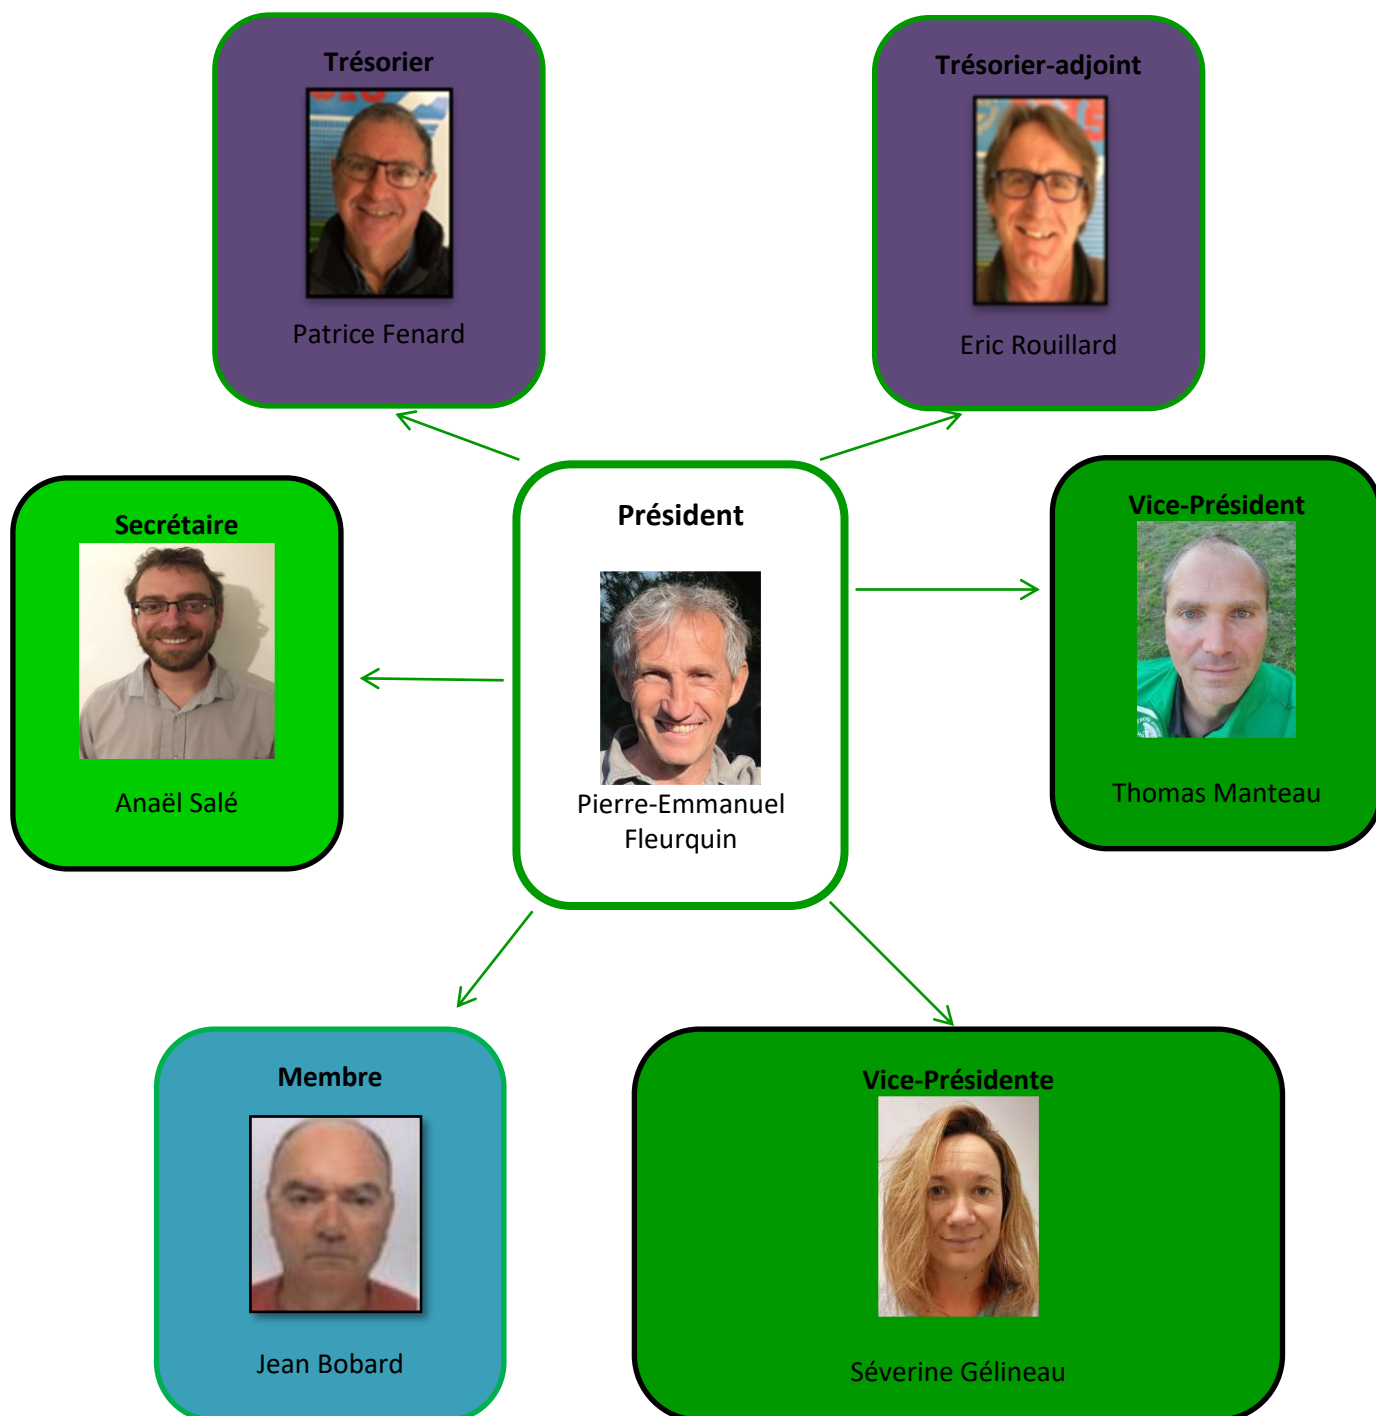 Trésorier
Patrice Fenard
Trésorier-adjoint
Eric Rouillard
Secrétaire
Anaël Salé
Président
Pierre-Emmanuel
Fleurquin
Vice-Président
Thomas Manteau
Membre
Jean Bobard
Vice-Présidente
Séverine Gélineau